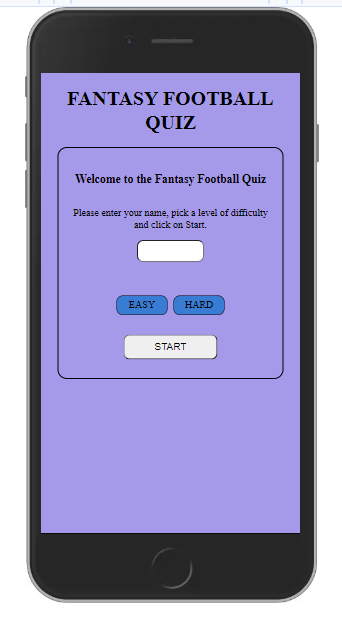 FANTASY FOOTBALL
QUIZ
Welcome to the Fantasy Football Quiz
Please enter your name, pick a level of difficulty
and click on Start.
EASY HARD
START